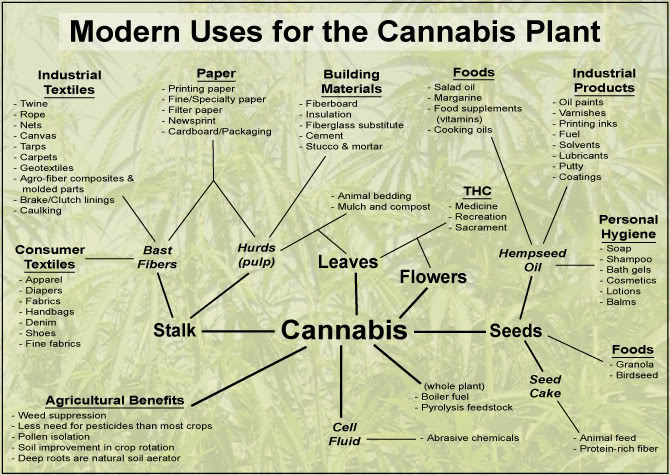 Modern Uses for the Cannabis Plant
Industrial
Textiles
- Twine
- Rope
- Nets
- Canvas
- Tarps
- Carpets
- Geotextiles
- Agro-fiber composites &
molded parts
- Brake/Clutch linings
- Caulking
Paper
- Printing paper
- Fine/Specialty paper
- Filter paper
- Newsprint
- Cardboard/Packaging
Building
Materials
- Fiberboard
- Insulation
- Fiberglass substitute
- Cement
- Stucco & mortar
Foods
- Salad oil
- Margarine
- Food supplements
(vitamins)
- Cooking oils
Industrial
Products
- Oil paints
- Varnishes
- Printing inks
- Fuel
- Solvents
- Lubricants
- Putty
- Coatings
- Animal bedding
- Mulch and compost
THC
- Medicine
- Recreation
- Sacrament
Personal
Hygiene
- Soap
- Shampoo
- Bath gels
- Cosmetics
- Lotions
- Balms
Consumer
Textiles
- Apparel
- Diapers
- Fabrics
- Handbags
- Denim
- Shoes
- Fine fabrics
Bast
Fibers
Hurds
(pulp)
Leaves
Flowers
Hempseed
Oil
Stalk
Cannabis
Seeds
Foods
- Granola
- Birdseed
Seed
Cake
(whole plant)
- Boiler fuel
- Pyrolysis feedstock
Agricultural Benefits
- Weed suppression
- Less need for pesticides than most crops
- Pollen isolation
- Soil improvement in crop rotation
- Deep roots are natural soil aerator
Cell
Fluid
- Abrasive chemicals
- Animal feed
- Protein-rich fiber